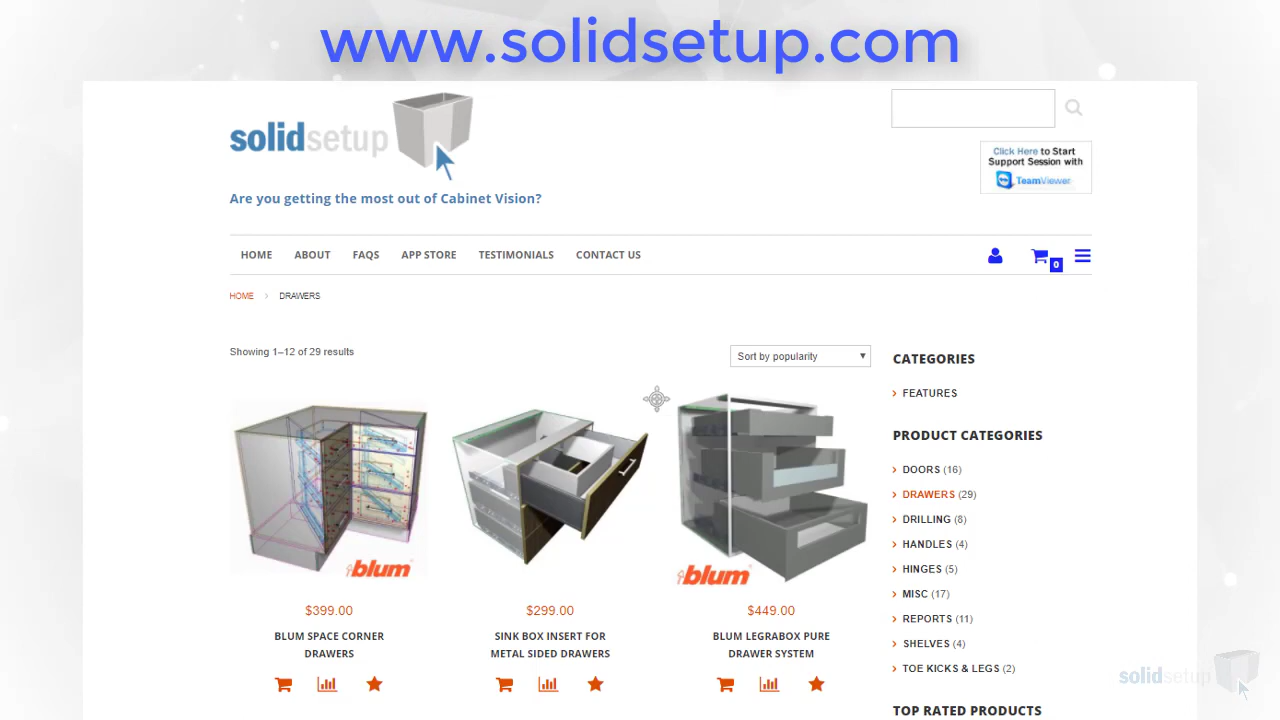 www.solidsetup.com
solidsetup
Click Here to Start
Support Session with
TeamViewer
Are you getting the most out of Cabinet Vision?
HOME ABOUT FAQS APP STORE TESTIMONIALS CONTACT US
0
HOME › DRAWERS
Showing 1–12 of 29 results
Sort by popularity
blum
blum
$399.00
$299.00
$449.00
BLUM SPACE CORNER
DRAWERS
SINK BOX INSERT FOR
METAL SIDED DRAWERS
BLUM LEGRABOX PURE
DRAWER SYSTEM
CATEGORIES
FEATURES
PRODUCT CATEGORIES
DOORS (16)
DRAWERS (29)
DRILLING (8)
HANDLES (4)
HINGES (5)
MISC (17)
REPORTS (11)
SHELVES (4)
TOE KICKS & LEGS (2)
TOP RATED PRODUCTS
solidsetup